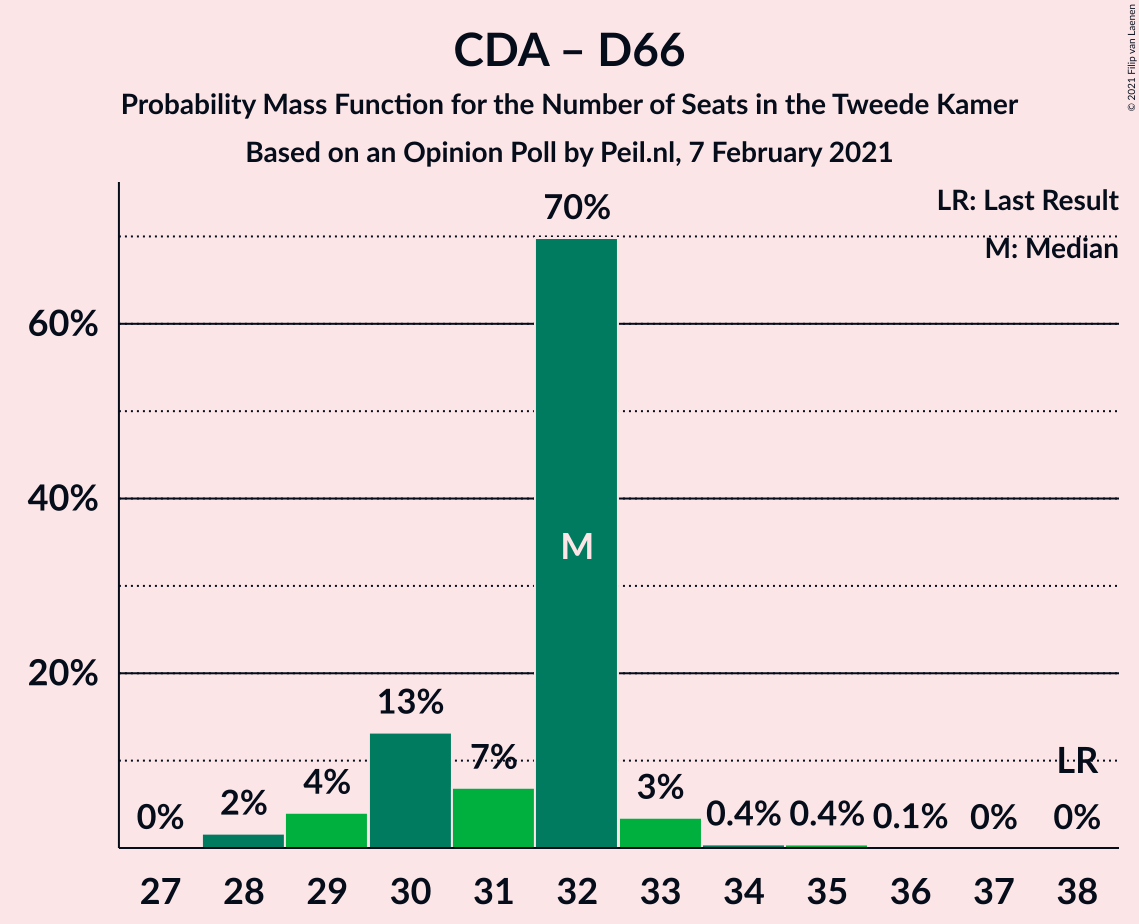 CDA – D66
Probability Mass Function for the Number of Seats in the Tweede Kamer
Based on an Opinion Poll by Peil.nl, 7 February 2021
© 2021 Filip van Laenen
LR: Last Result
M: Median
60%
40%
20%
0%
2%
4%
13%
7%
70%
M
3%
0.4%
0.4%
0.1%
0%
LR
0%
27 28 29 30 31 32 33 34 35 36 37 38